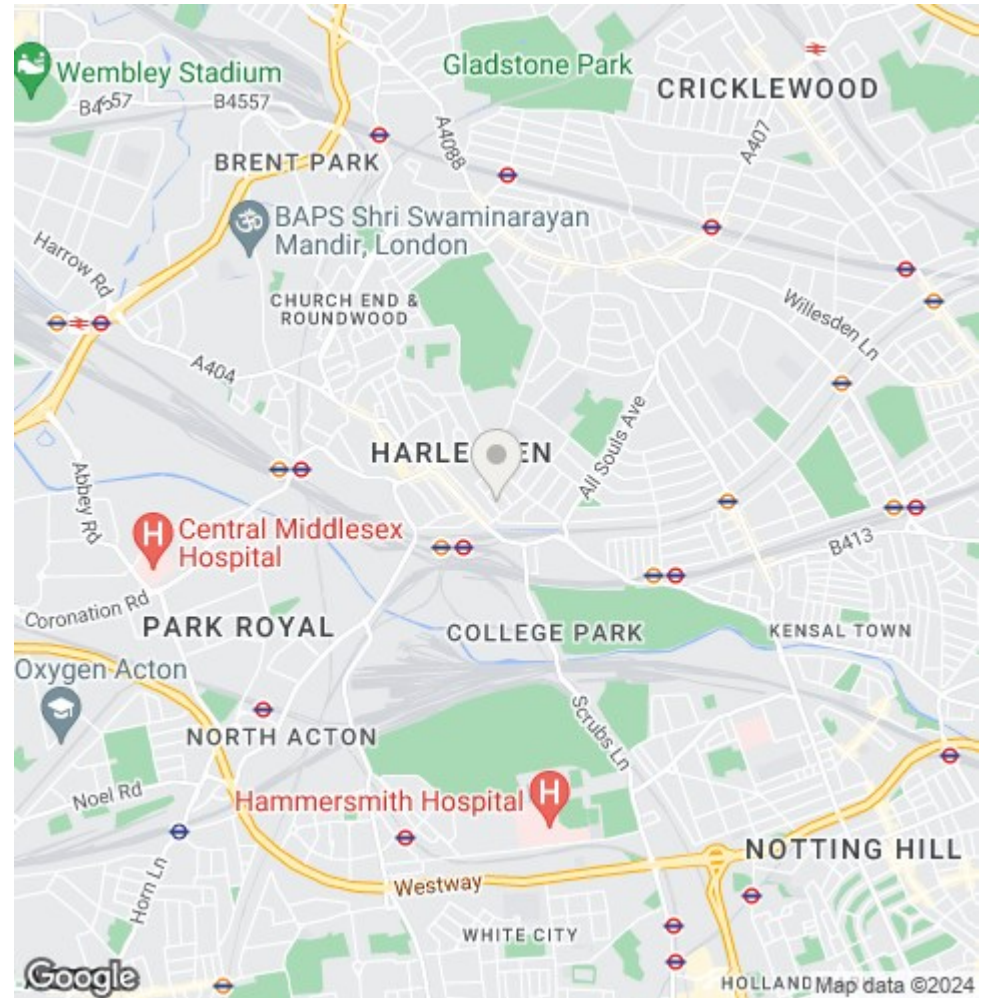 Wembley Stadium
Gladstone Park
CRICKLEWOOD
B4557
B4557
A4088
A407
BRENT PARK
BAPS Shri Swaminarayan
Mandir, London
Harrow Rd
CHURCH END &
ROUNDWOOD
Willesden Ln
A404
All Souls Ave
Abbey Rd
Central Middlesex
Hospital
B413
Coronation Rd
PARK ROYAL
COLLEGE PARK
KENSAL TOWN
Oxygen Acton
Scrubs Ln
NORTH ACTON
Noel Rd
Hammersmith Hospital
NOTTING HILL
Horn Ln
Westway
WHITE CITY
Google
HOLLAND
Map data ©2024